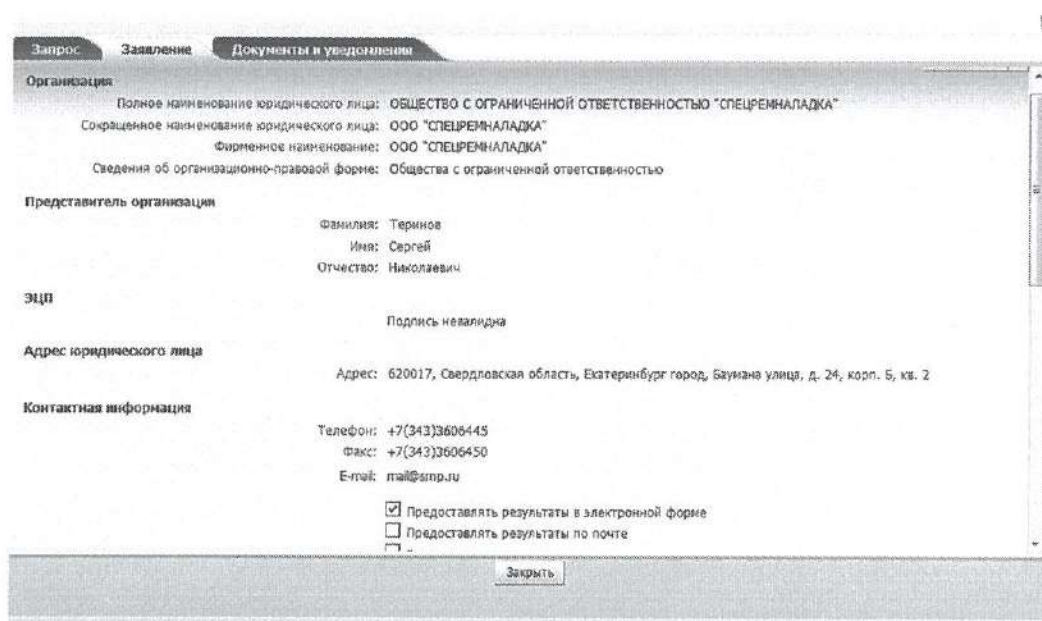 Запрос Заявление Документы и уведомления
Организация
Полное наименование юридического лица: ОБЩЕСТВО С ОГРАНИЧЕННОЙ ОТВЕТСТВЕННОСТЬЮ "СПЕЦРЕМНАЛАДКА"
Сокращенное наименование юридического лица: ООО "СПЕЦРЕМНАЛАДКА"
Фирменное наименование: ООО "СПЕЦРЕМНАЛАДКА"
Сведения об организационно-правовой форме: Общества с ограниченной ответственностью
Представитель организации
Фамилия: Теринов
Имя: Сергей
Отчество: Николаевич
ЭЦП
Подпись невалидна
Адрес юридического лица
Адрес: 620017, Свердловская область, Екатеринбург город, Баумана улица, д. 24, корп. Б, кв. 2
Контактная информация
Телефон: +7(343)3606445
Факс: +7(343)3606450
E-mail: mail@smp.ru
Предоставлять результаты в электронной форме
Предоставлять результаты по почте
Закрыть